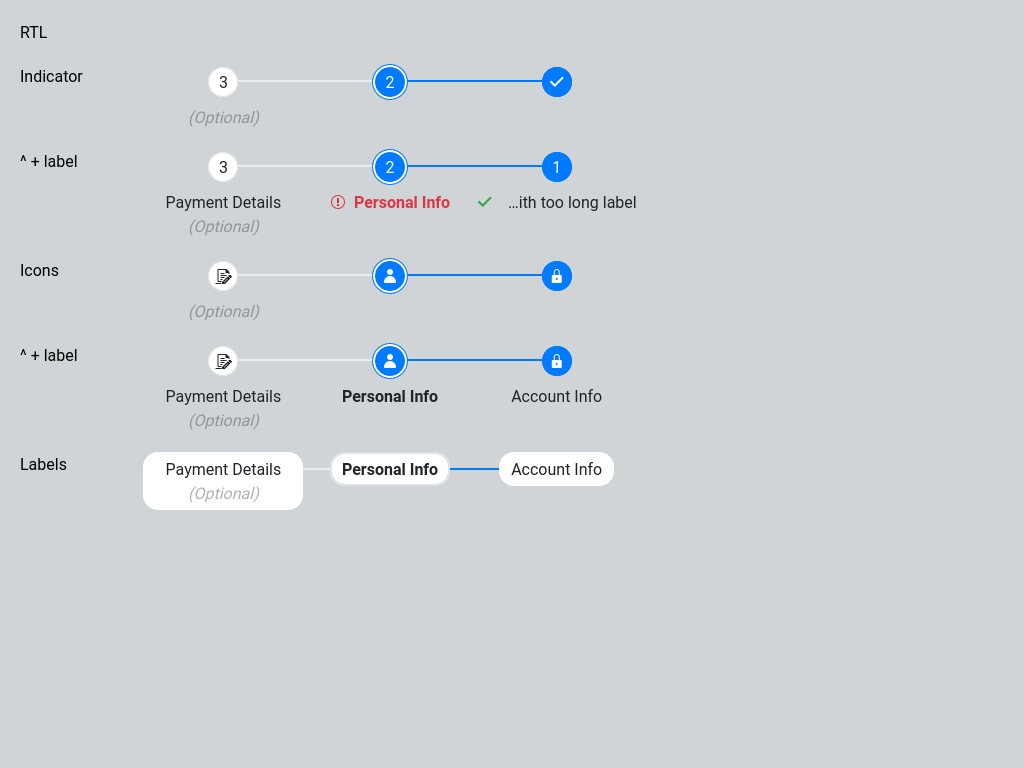 RTL
Indicator 3 2
(Optional)
^ + label 3 2 1
Payment Details Personal Info …ith too long label
(Optional)
Icons
(Optional)
^ + label
Payment Details Personal Info Account Info
(Optional)
Labels Payment Details Personal Info Account Info
(Optional)